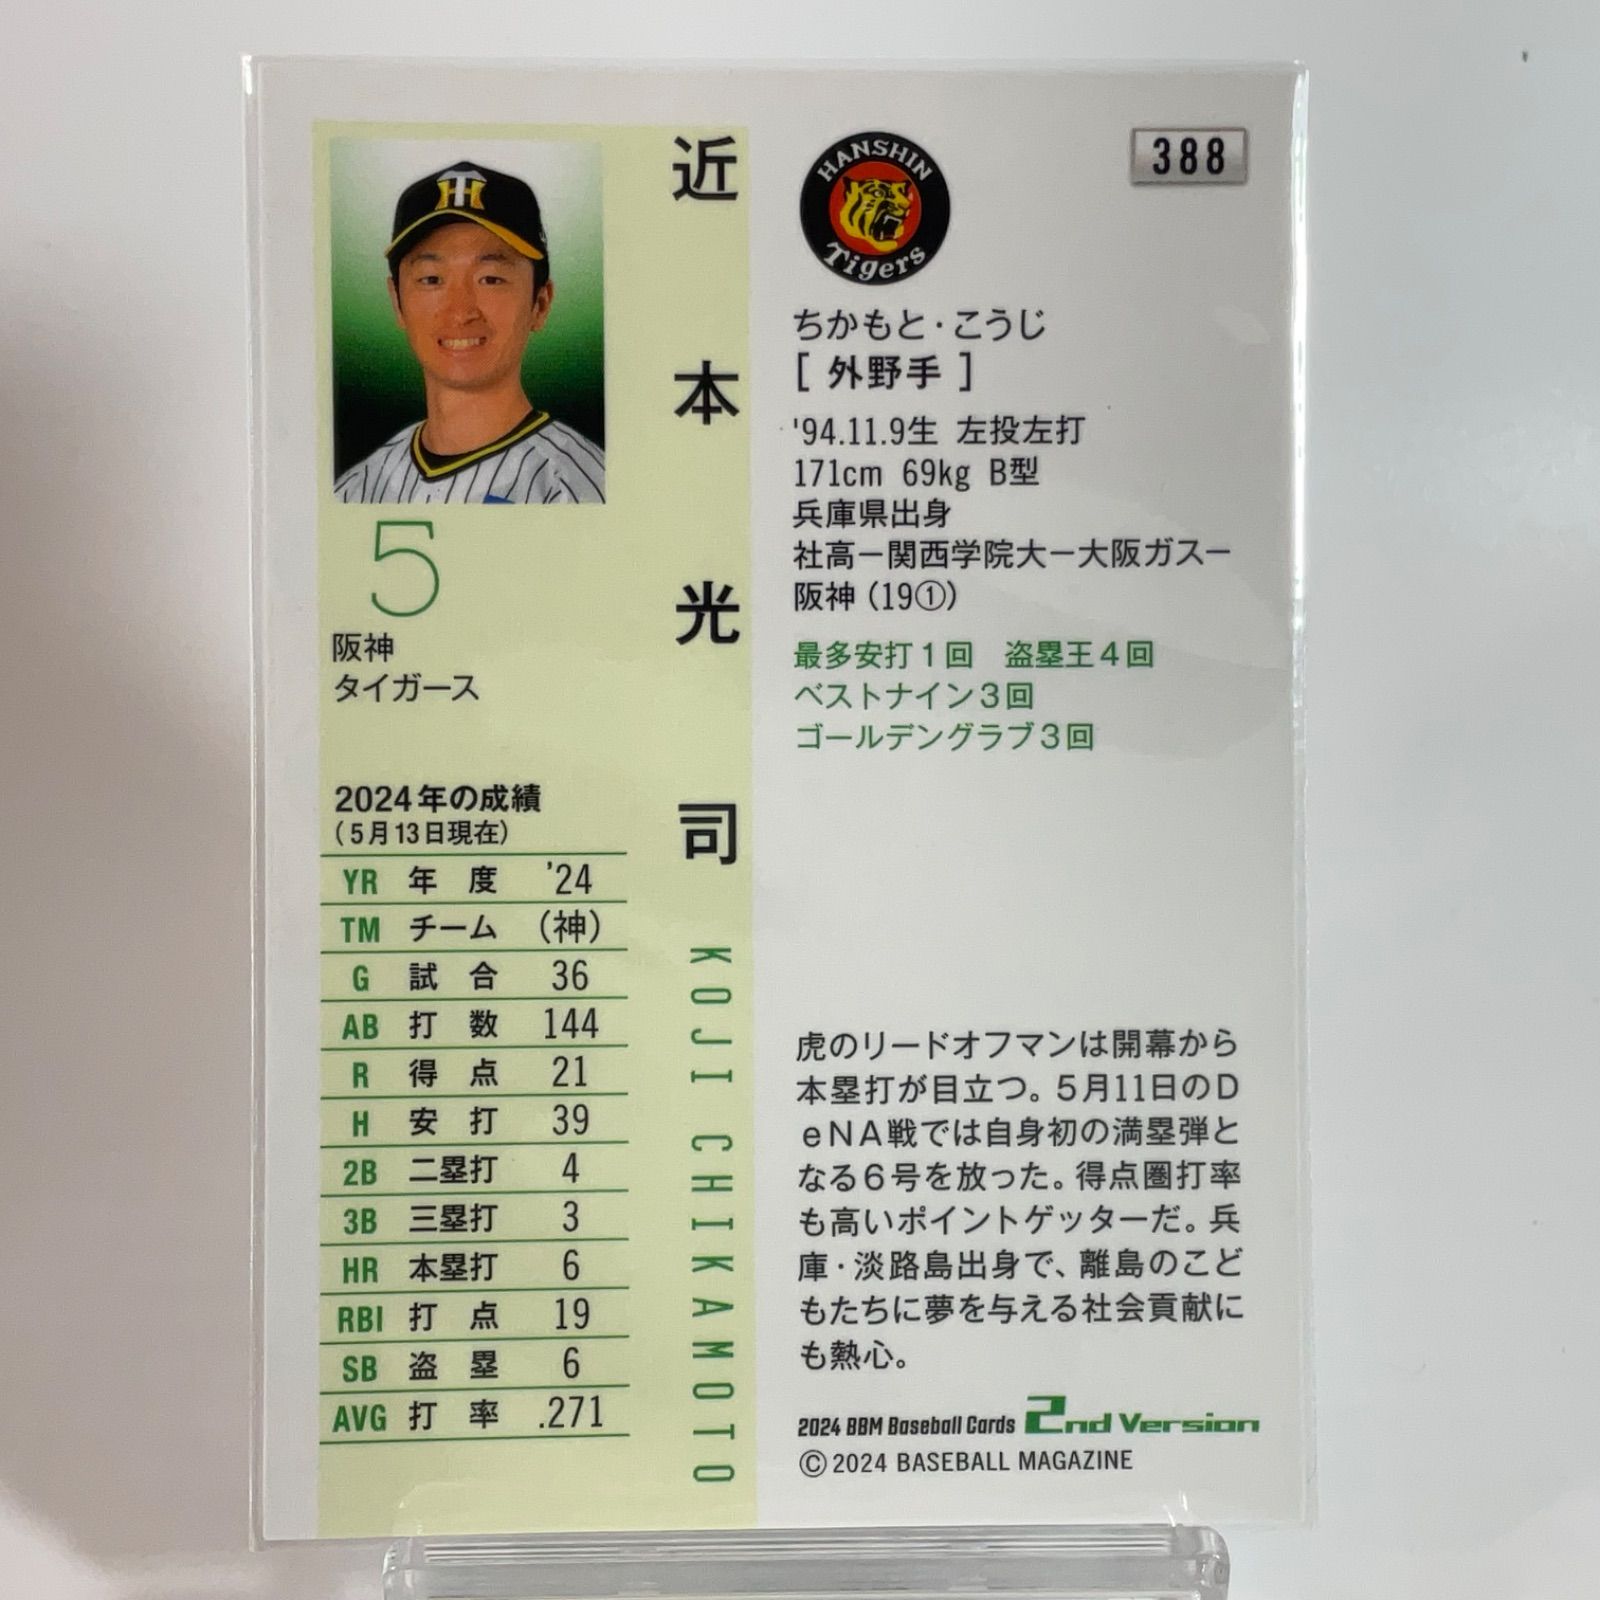 近本光司
KOJI CHIKAMOTO
TH
5
阪神
タイガース
2024年の成績
(5月13日現在)
YR 年度 '24
TM チーム (神)
G 試合 36
AB 打数 144
R 得点 21
H 安打 39
2B 二塁打 4
3B 三塁打 3
HR 本塁打 6
RBI 打点 19
SB 盗塁 6
AVG 打率 .271
HANSHIN
Tigers
388
ちかもと・こうじ
[ 外野手 ]
'94.11.9生 左投左打
171cm 69kg B型
兵庫県出身
社高ー関西学院大ー大阪ガスー
阪神 (19①)
最多安打1回 盗塁王4回
ベストナイン3回
ゴールデングラブ3回
虎のリードオフマンは開幕から
本塁打が目立つ。5月11日のD
eNA戦では自身初の満塁弾と
なる6号を放った。得点圏打率
も高いポイントゲッターだ。兵
庫・淡路島出身で、離島のこど
もたちに夢を与える社会貢献に
も熱心。
2024 BBM Baseball Cards 2nd Version
©2024 BASEBALL MAGAZINE